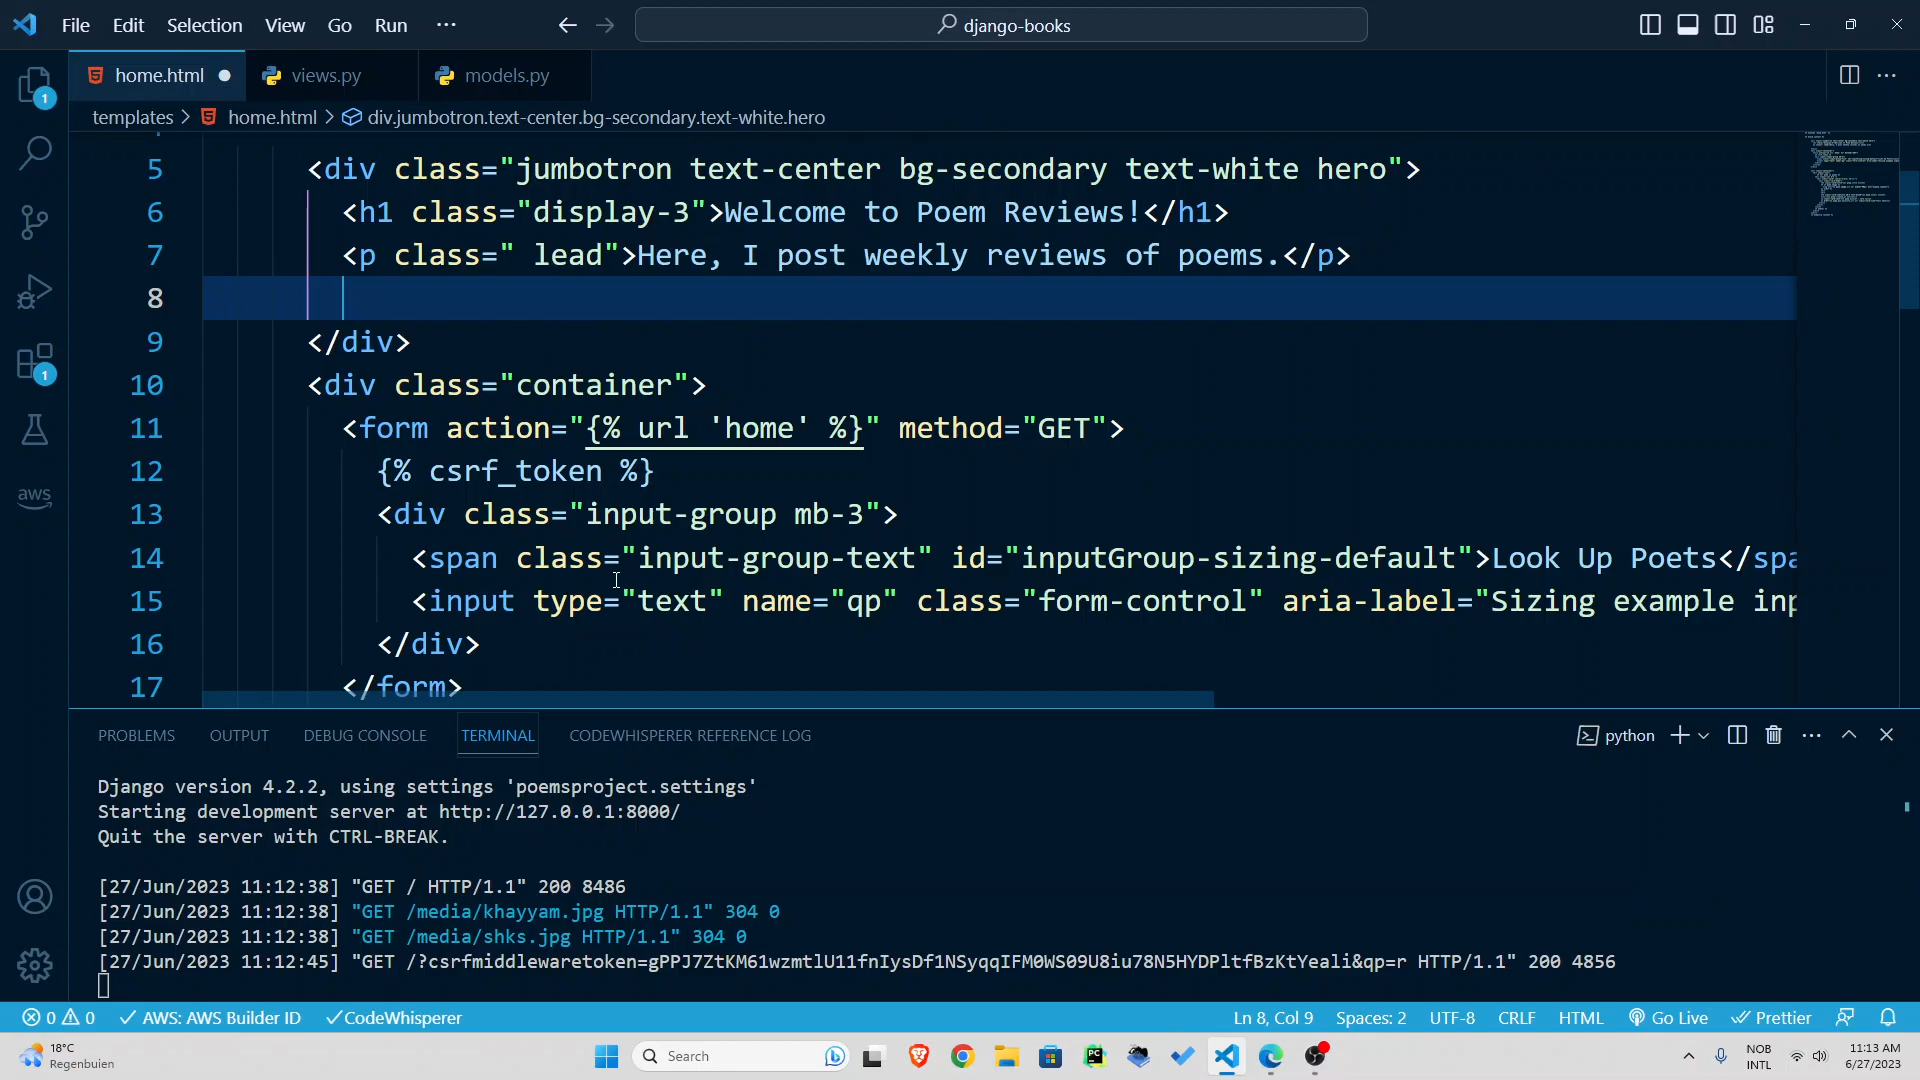 File Edit Selection View Go Run ··· django-books
home.html views.py models.py
templates > home.html > div.jumbotron.text-center.bg-secondary.text-white.hero
5 <div class="jumbotron text-center bg-secondary text-white hero">
6 <h1 class="display-3">Welcome to Poem Reviews!</h1>
7 <p class=" lead">Here, I post weekly reviews of poems.</p>
8
9 </div>
10 <div class="container">
11 <form action="{% url 'home' %}" method="GET">
12 {% csrf_token %}
13 <div class="input-group mb-3">
14 <span class="input-group-text" id="inputGroup-sizing-default">Look Up Poets</spa
15 <input type="text" name="qp" class="form-control" aria-label="Sizing example inp
16 </div>
17 </form>
1
1
aws
PROBLEMS OUTPUT DEBUG CONSOLE TERMINAL CODEWHISPERER REFERENCE LOG python
Django version 4.2.2, using settings 'poemsproject.settings'
Starting development server at http://127.0.0.1:8000/
Quit the server with CTRL-BREAK.
[27/Jun/2023 11:12:38] "GET / HTTP/1.1" 200 8486
[27/Jun/2023 11:12:38] "GET /media/khayyam.jpg HTTP/1.1" 304 0
[27/Jun/2023 11:12:38] "GET /media/shks.jpg HTTP/1.1" 304 0
[27/Jun/2023 11:12:45] "GET /?csrfmiddlewaretoken=gPPJ7ZtKM61wzmtlU11fnIysDf1NSyqqIFM0WS09U8iu78N5HYDPltfBzKtYeali&qp=r HTTP/1.1" 200 4856
0 0 AWS: AWS Builder ID CodeWhisperer Ln 8, Col 9 Spaces: 2 UTF-8 CRLF HTML Go Live Prettier
18°C
Regenbuien
Search
PC
NOB
INTL
11:13 AM
6/27/2023